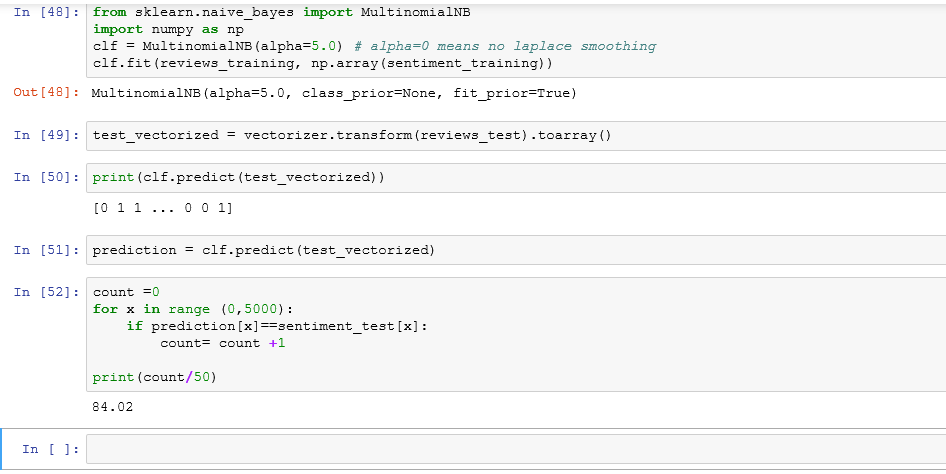 In [48]: from sklearn.naive_bayes import MultinomialNB
import numpy as np
clf = MultinomialNB(alpha=5.0) # alpha=0 means no laplace smoothing
clf.fit(reviews_training, np.array(sentiment_training))
Out[48]: MultinomialNB(alpha=5.0, class_prior=None, fit_prior=True)
In [49]: test_vectorized = vectorizer.transform(reviews_test).toarray()
In [50]: print(clf.predict(test_vectorized))
[0 1 1 ... 0 0 1]
In [51]: prediction = clf.predict(test_vectorized)
In [52]: count =0
for x in range (0,5000):
    if prediction[x]==sentiment_test[x]:
        count= count +1
print(count/50)
84.02
In [ ]: